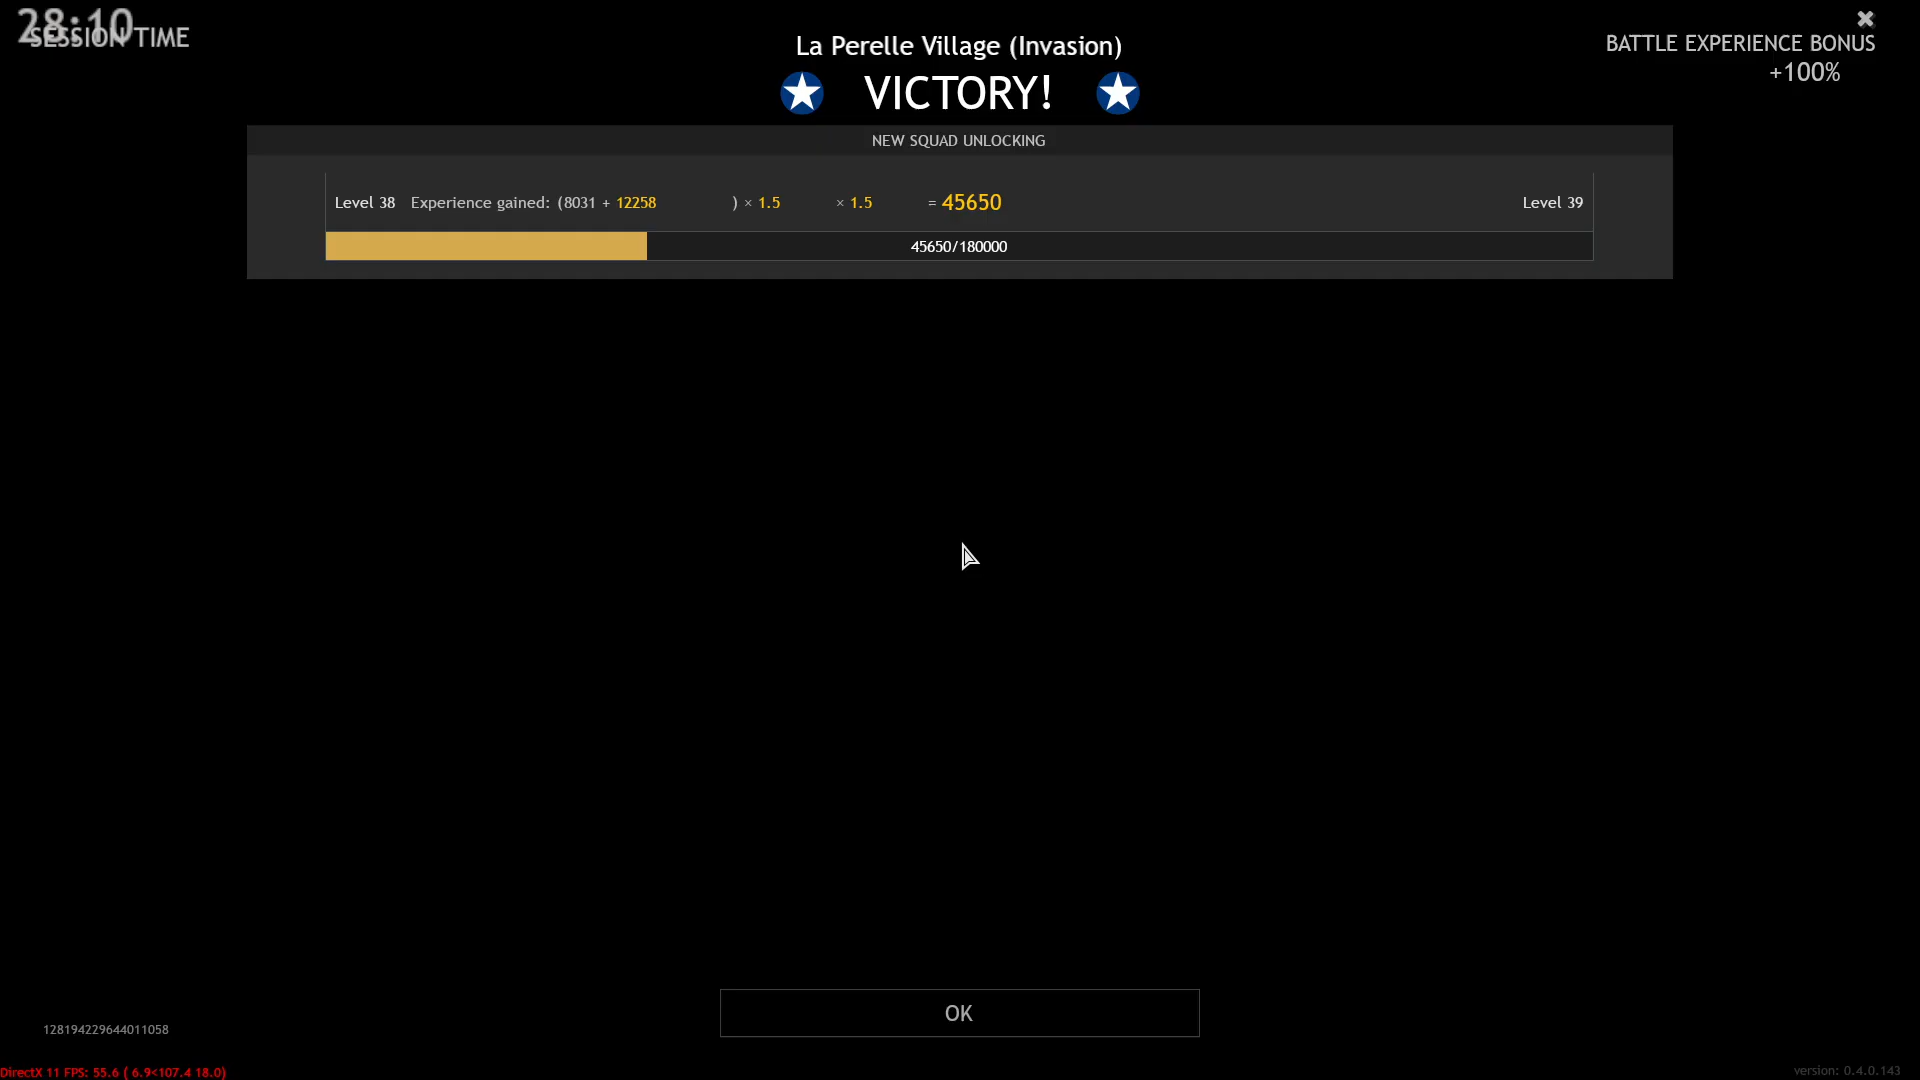 28:10
SESSION TIME
La Perelle Village (Invasion)
VICTORY!
BATTLE EXPERIENCE BONUS
+100%
NEW SQUAD UNLOCKING
Level 38 Experience gained: (8031 + 12258 ) × 1.5 × 1.5 = 45650 Level 39
45650/180000
OK
128194229644011058
DirectX 11 FPS: 55.6 ( 6.9<107.4 18.0)
version: 0.4.0.143